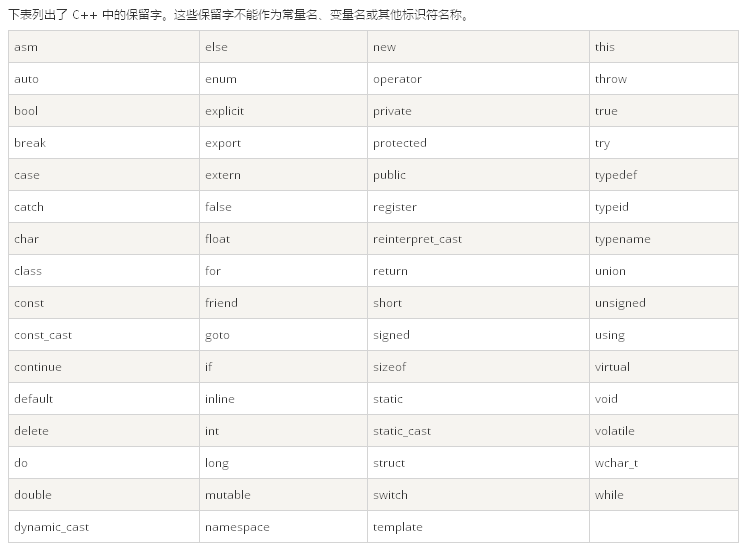 下表列出了 C++ 中的保留字。这些保留字不能作为常量名、变量名或其他标识符名称。
asm else new this
auto enum operator throw
bool explicit private true
break export protected try
case extern public typedef
catch false register typeid
char float reinterpret_cast typename
class for return union
const friend short unsigned
const_cast goto signed using
continue if sizeof virtual
default inline static void
delete int static_cast volatile
do long struct wchar_t
double mutable switch while
dynamic_cast namespace template